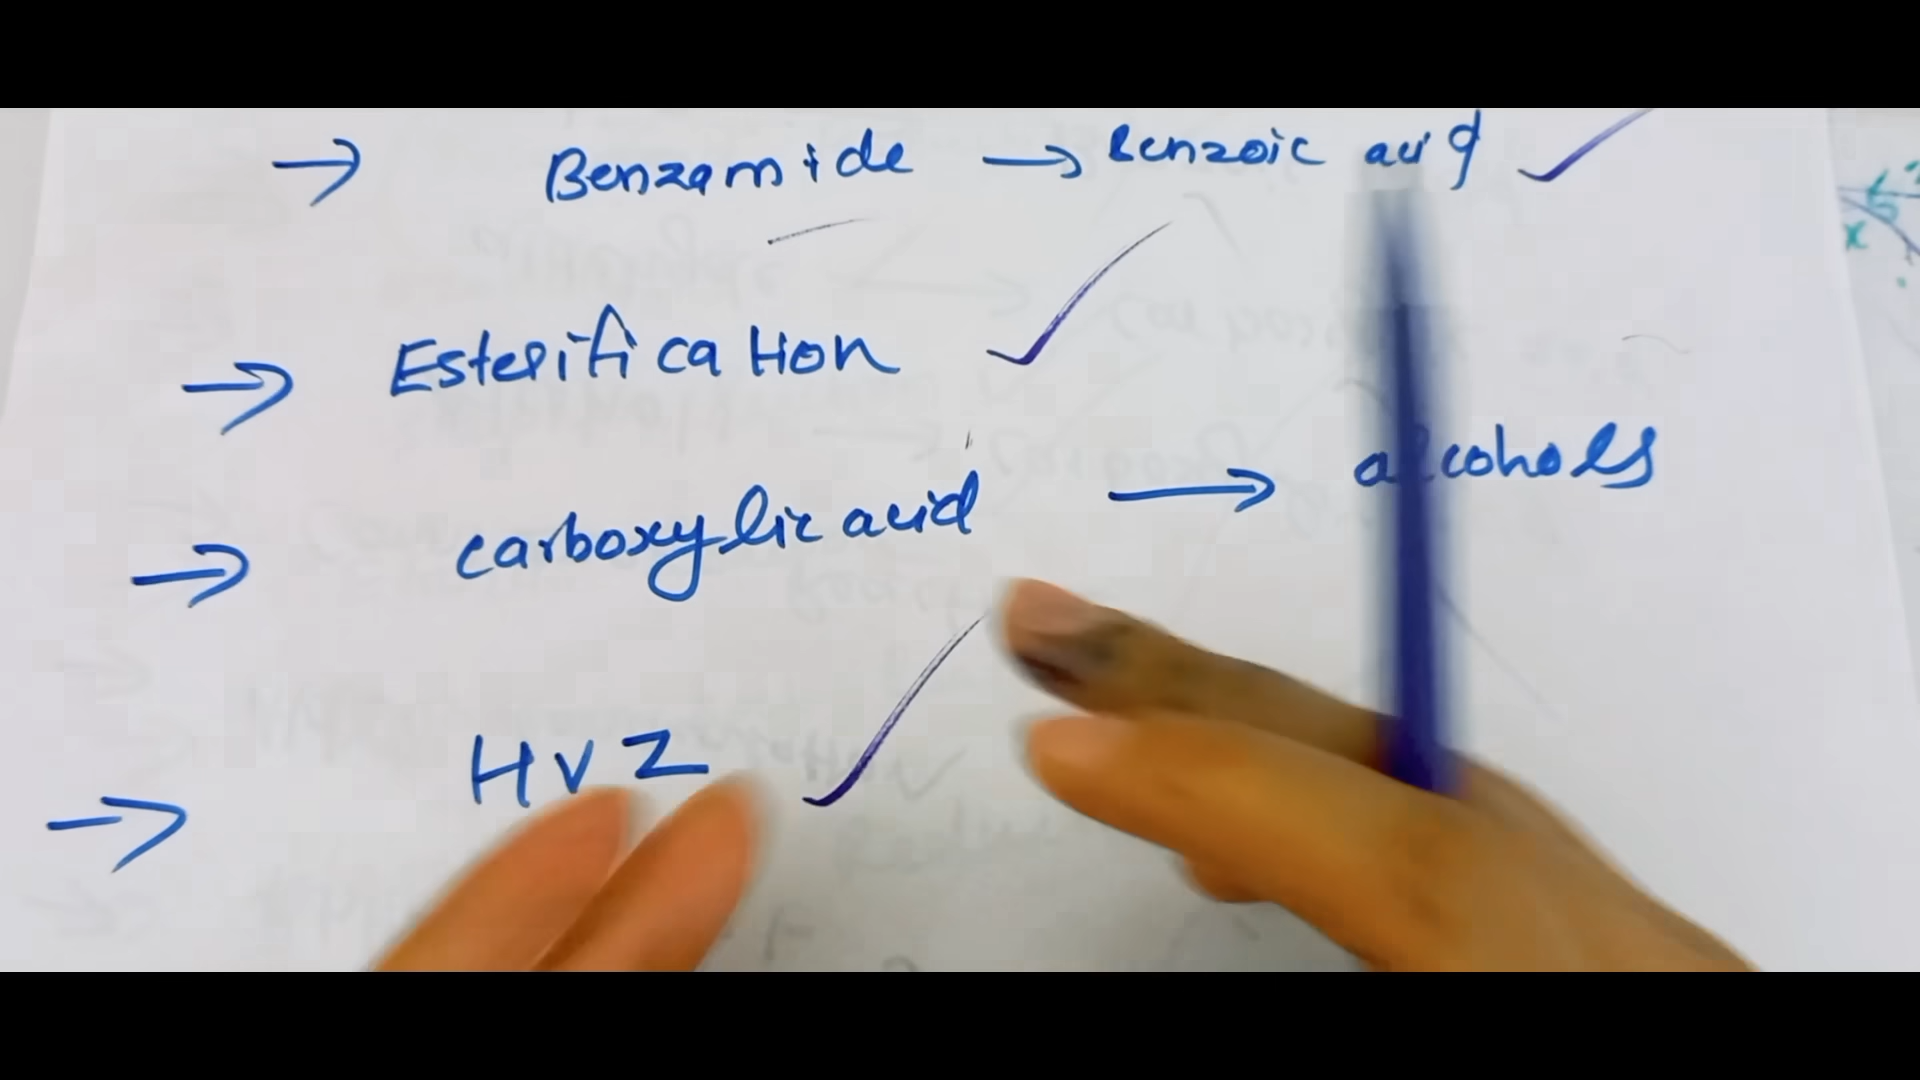 → Benzamide → Benzoic acid ✓
→ Esterification ✓
→ carboxylic acid → alcohols
→ HVZ ✓